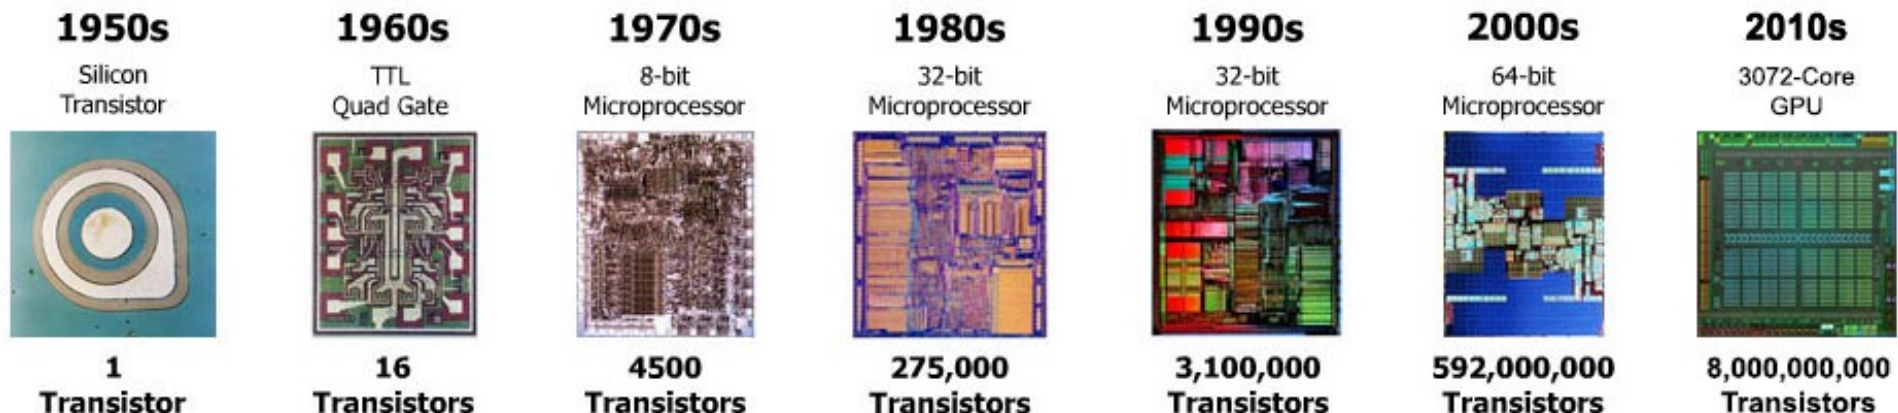 1950s
Silicon
Transistor
1
Transistor
1960s
TTL
Quad Gate
16
Transistors
1970s
8-bit
Microprocessor
4500
Transistors
1980s
32-bit
Microprocessor
275,000
Transistors
1990s
32-bit
Microprocessor
3,100,000
Transistors
2000s
64-bit
Microprocessor
592,000,000
Transistors
2010s
3072-Core
GPU
8,000,000,000
Transistors